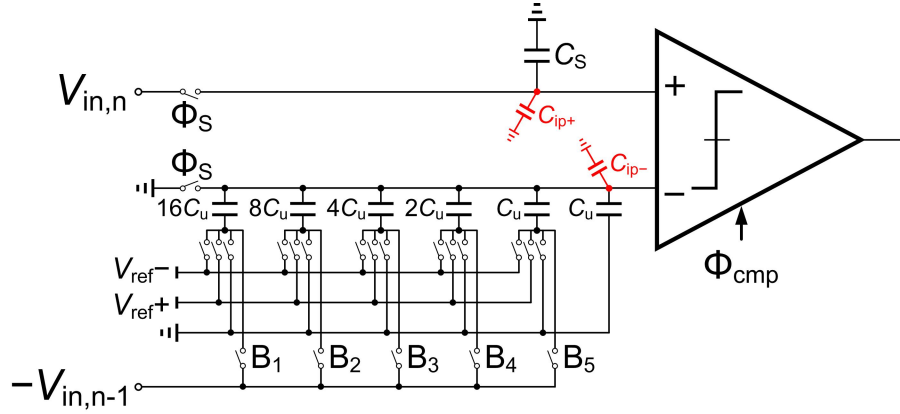 C_S
V_in,n
+
Φ_S
C_ip+
Φ_S
C_ip−
−
16C_u 8C_u 4C_u 2C_u C_u C_u
V_ref−
Φ_cmp
V_ref+
B_1 B_2 B_3 B_4 B_5
−V_in,n-1